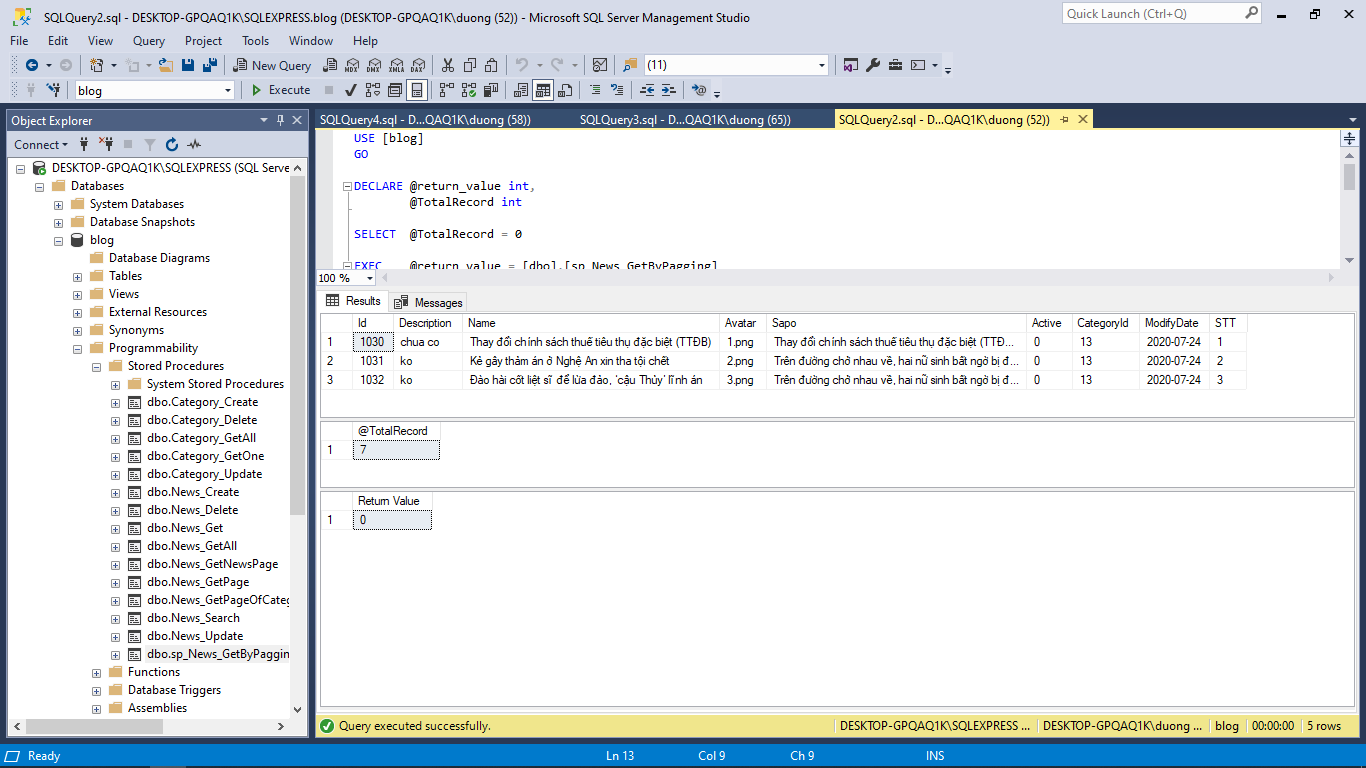 SQLQuery2.sql - DESKTOP-GPQAQ1K\SQLEXPRESS.blog (DESKTOP-GPQAQ1K\duong (52)) - Microsoft SQL Server Management Studio
Quick Launch (Ctrl+Q)
File Edit View Query Project Tools Window Help
New Query MDX DMX XMLA DAX (11)
blog Execute
Object Explorer
Connect
DESKTOP-GPQAQ1K\SQLEXPRESS (SQL Serve
Databases
System Databases
Database Snapshots
blog
Database Diagrams
Tables
Views
External Resources
Synonyms
Programmability
Stored Procedures
System Stored Procedures
dbo.Category_Create
dbo.Category_Delete
dbo.Category_GetAll
dbo.Category_GetOne
dbo.Category_Update
dbo.News_Create
dbo.News_Delete
dbo.News_Get
dbo.News_GetAll
dbo.News_GetNewsPage
dbo.News_GetPage
dbo.News_GetPageOfCateg
dbo.News_Search
dbo.News_Update
dbo.sp_News_GetByPaggin
Functions
Database Triggers
Assemblies
SQLQuery4.sql - D...QAQ1K\duong (58)) SQLQuery3.sql - D...QAQ1K\duong (65)) SQLQuery2.sql - D...QAQ1K\duong (52))
USE [blog]
GO
DECLARE @return_value int,
@TotalRecord int
SELECT @TotalRecord = 0
EXEC @return_value = [dbo].[sp_News_GetByPagging]
100 %
Results Messages
Id Description Name Avatar Sapo Active CategoryId ModifyDate STT
1 1030 chua co Thay đổi chính sách thuế tiêu thụ đặc biệt (TTĐB) 1.png Thay đổi chính sách thuế tiêu thụ đặc biệt (TTĐ... 0 13 2020-07-24 1
2 1031 ko Kẻ gây thảm án ở Nghệ An xin tha tội chết 2.png Trên đường chở nhau về, hai nữ sinh bất ngờ bị đ... 0 13 2020-07-24 2
3 1032 ko Đào hài cốt liệt sĩ để lừa đảo, 'cậu Thủy' lĩnh án 3.png Trên đường chở nhau về, hai nữ sinh bất ngờ bị đ... 0 13 2020-07-24 3
@TotalRecord
1 7
Return Value
1 0
Query executed successfully. DESKTOP-GPQAQ1K\SQLEXPRESS ... DESKTOP-GPQAQ1K\duong ... blog 00:00:00 5 rows
Ready Ln 13 Col 9 Ch 9 INS